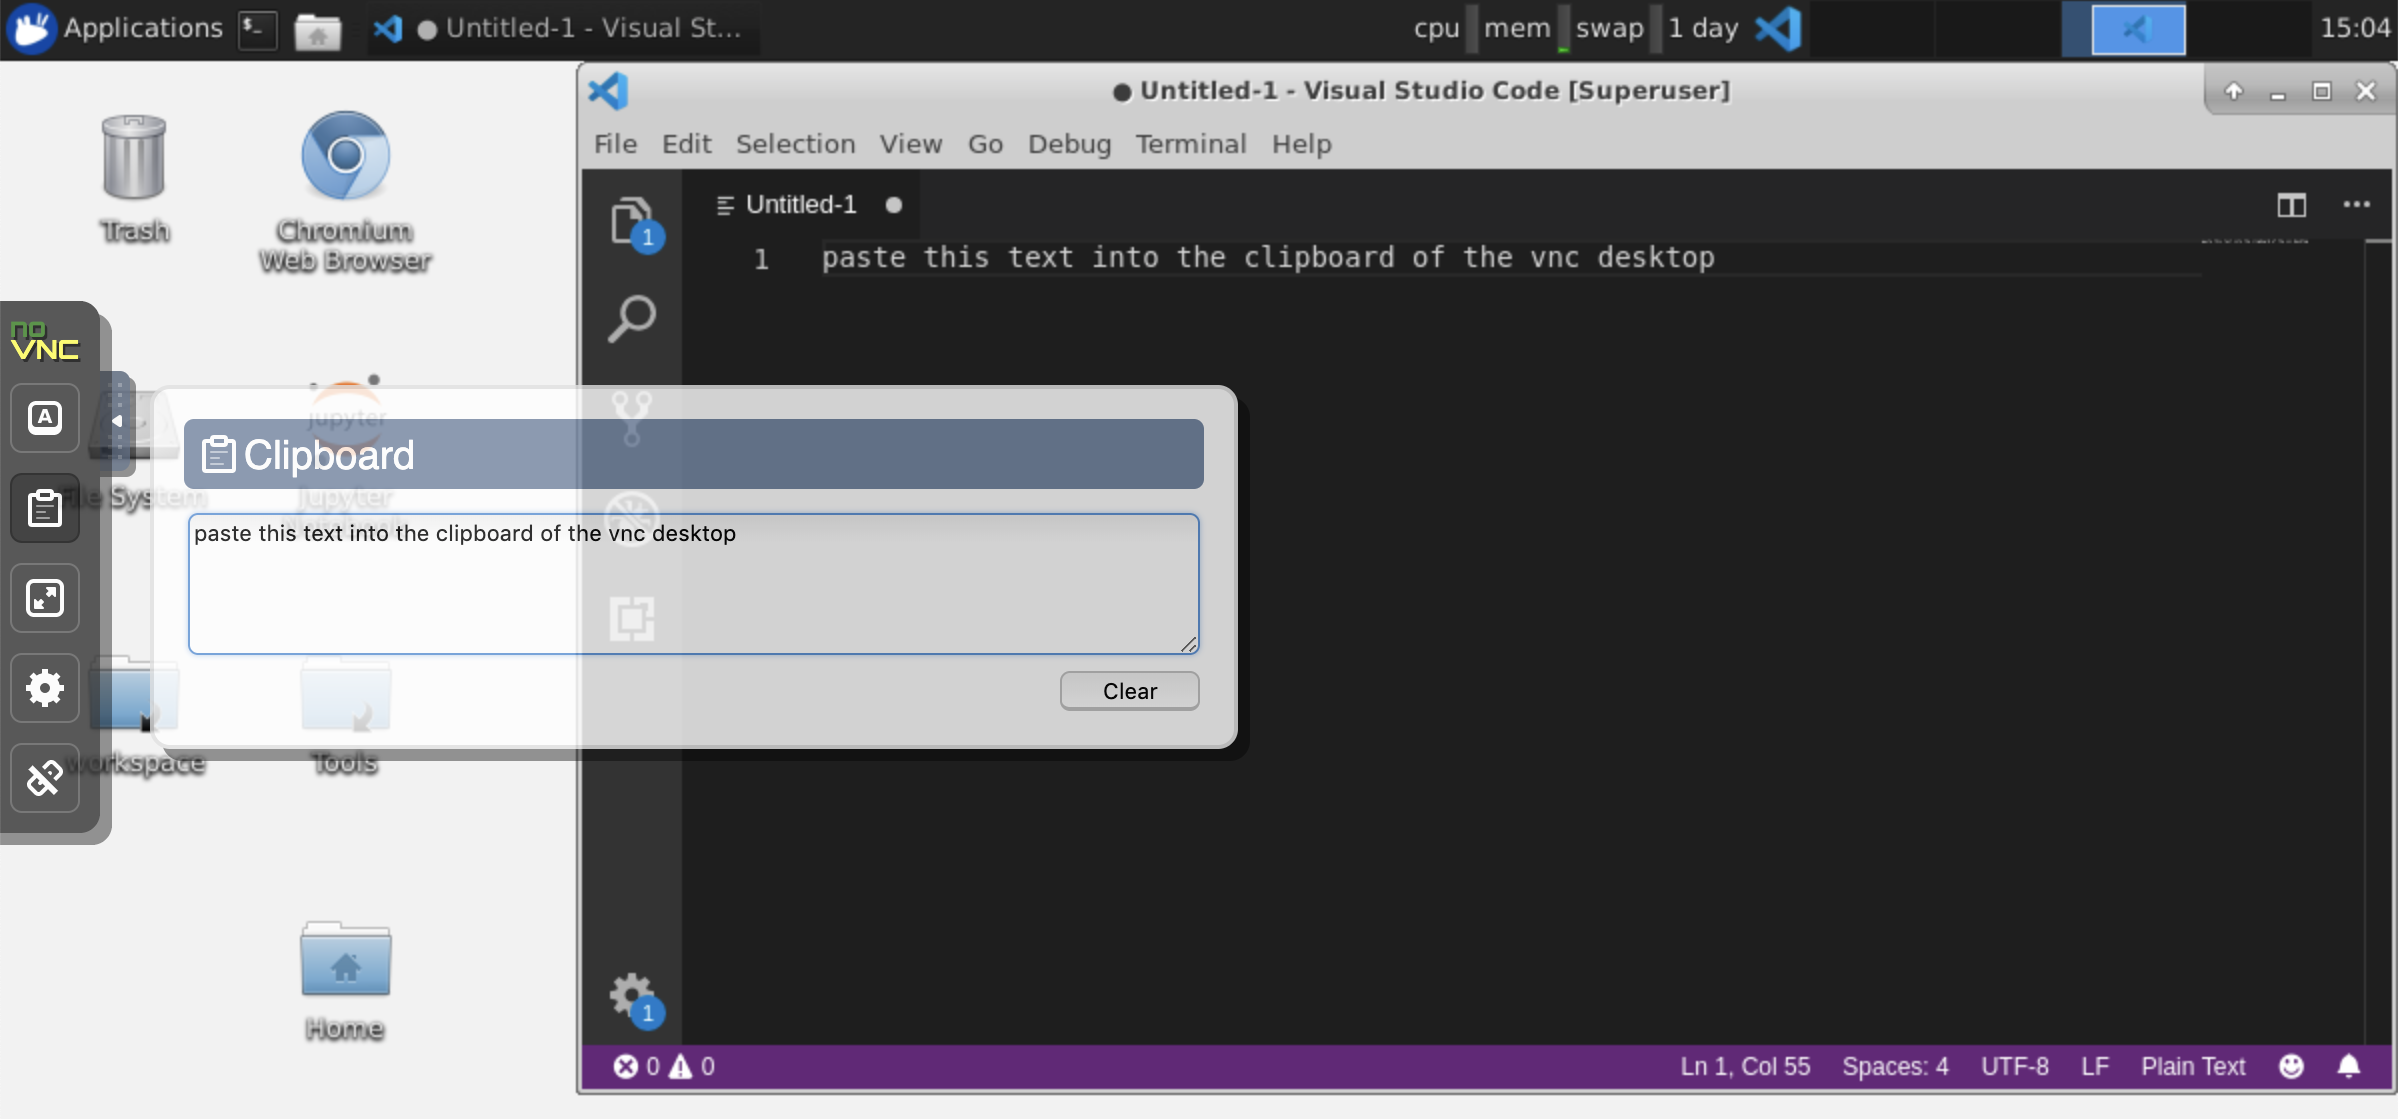 Applications
● Untitled-1 - Visual St...
cpu mem swap 1 day
15:04
● Untitled-1 - Visual Studio Code [Superuser]
File Edit Selection View Go Debug Terminal Help
Trash
Chromium
Web Browser
1
Untitled-1 ●
1 paste this text into the clipboard of the vnc desktop
no
VNC
A
jupyter
Clipboard
File System
Jupyter
paste this text into the clipboard of the vnc desktop
Clear
workspace
Tools
Home
1
0 0
Ln 1, Col 55 Spaces: 4 UTF-8 LF Plain Text